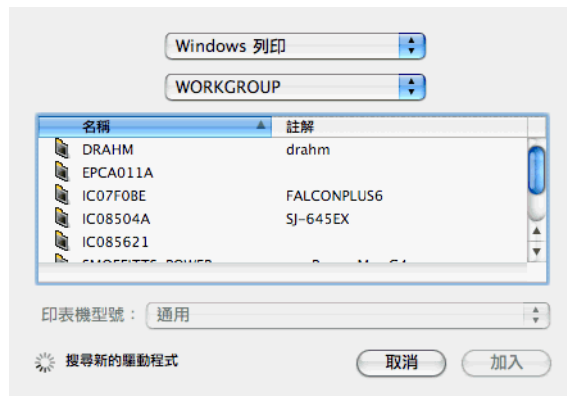 Windows 列印
WORKGROUP
名稱 註解
DRAHM drahm
EPCA011A
IC07F0BE FALCONPLUS6
IC08504A SJ-645EX
IC085621
印表機型號： 通用
搜尋新的驅動程式 取消 加入